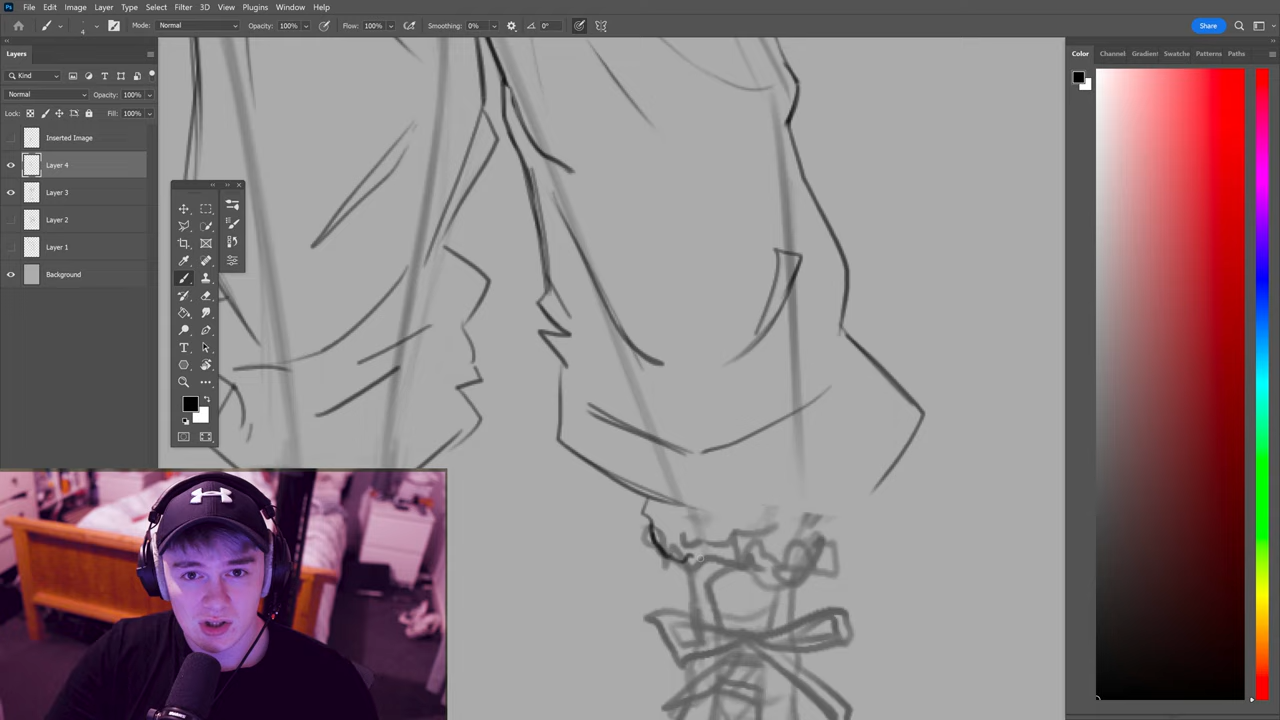 File Edit Image Layer Type Select Filter 3D View Plugins Window Help
4 Mode: Normal Opacity: 100% Flow: 100% Smoothing: 0% 0° Share
Layers
Kind
Normal Opacity: 100%
Lock: Fill: 100%
Inserted Image
Layer 4
Layer 3
Layer 2
Layer 1
Background
Color Channel Gradien Swatche Patterns Paths